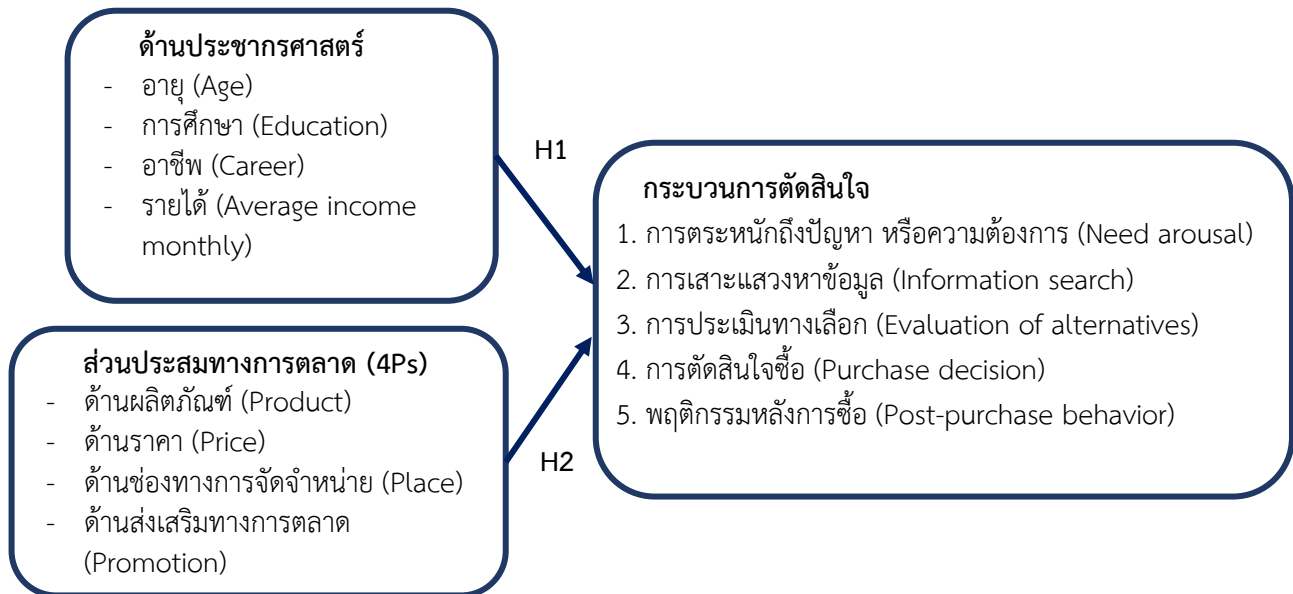 ด้านประชากรศาสตร์
- อายุ (Age)
- การศึกษา (Education)
- อาชีพ (Career)
- รายได้ (Average income
monthly)
H1
ส่วนประสมทางการตลาด (4Ps)
- ด้านผลิตภัณฑ์ (Product)
- ด้านราคา (Price)
- ด้านช่องทางการจัดจำหน่าย (Place)
- ด้านส่งเสริมทางการตลาด
(Promotion)
H2
กระบวนการตัดสินใจ
1. การตระหนักถึงปัญหา หรือความต้องการ (Need arousal)
2. การเสาะแสวงหาข้อมูล (Information search)
3. การประเมินทางเลือก (Evaluation of alternatives)
4. การตัดสินใจซื้อ (Purchase decision)
5. พฤติกรรมหลังการซื้อ (Post-purchase behavior)